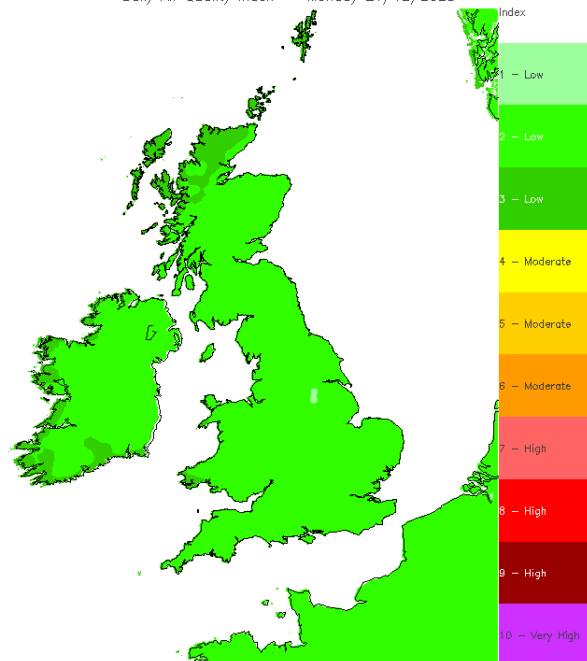 Index
1 - Low
2 - Low
3 - Low
4 - Moderate
5 - Moderate
6 - Moderate
7 - High
8 - High
9 - High
10 - Very High